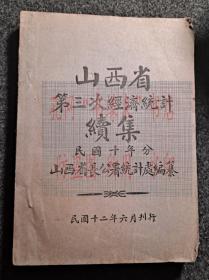 山西省
第三次經濟統計
續集
民國十年分
山西省長公署統計處編纂
民國十二年六月刊行